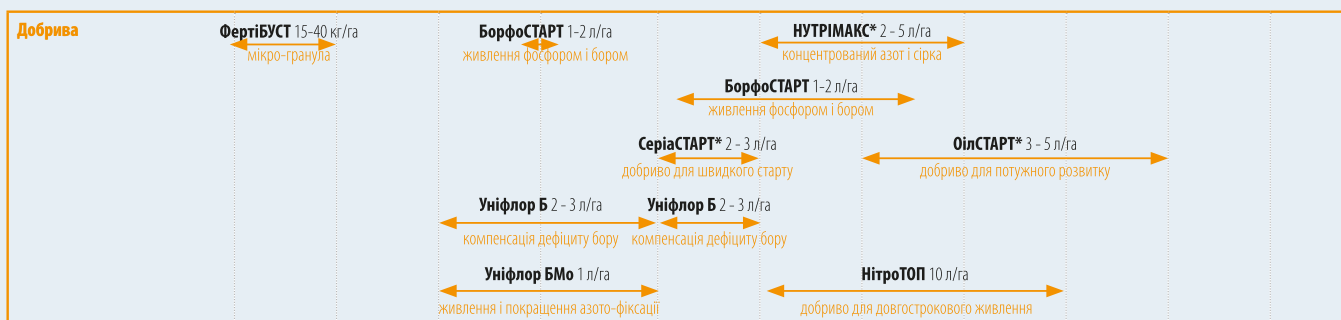 Добрива
ФертіБУСТ 15-40 кг/га
мікро-гранула
БорфоСТАРТ 1-2 л/га
живлення фосфором і бором
НУТРІМАКС* 2 - 5 л/га
концентрований азот і сірка
БорфоСТАРТ 1-2 л/га
живлення фосфором і бором
СеріаСТАРТ* 2 - 3 л/га
добриво для швидкого старту
ОілСТАРТ* 3 - 5 л/га
добриво для потужного розвитку
Уніфлор Б 2 - 3 л/га
компенсація дефіциту бору
Уніфлор Б 2 - 3 л/га
компенсація дефіциту бору
Уніфлор БМо 1 л/га
живлення і покращення азото-фіксації
НітроТОП 10 л/га
добриво для довгострокового живлення